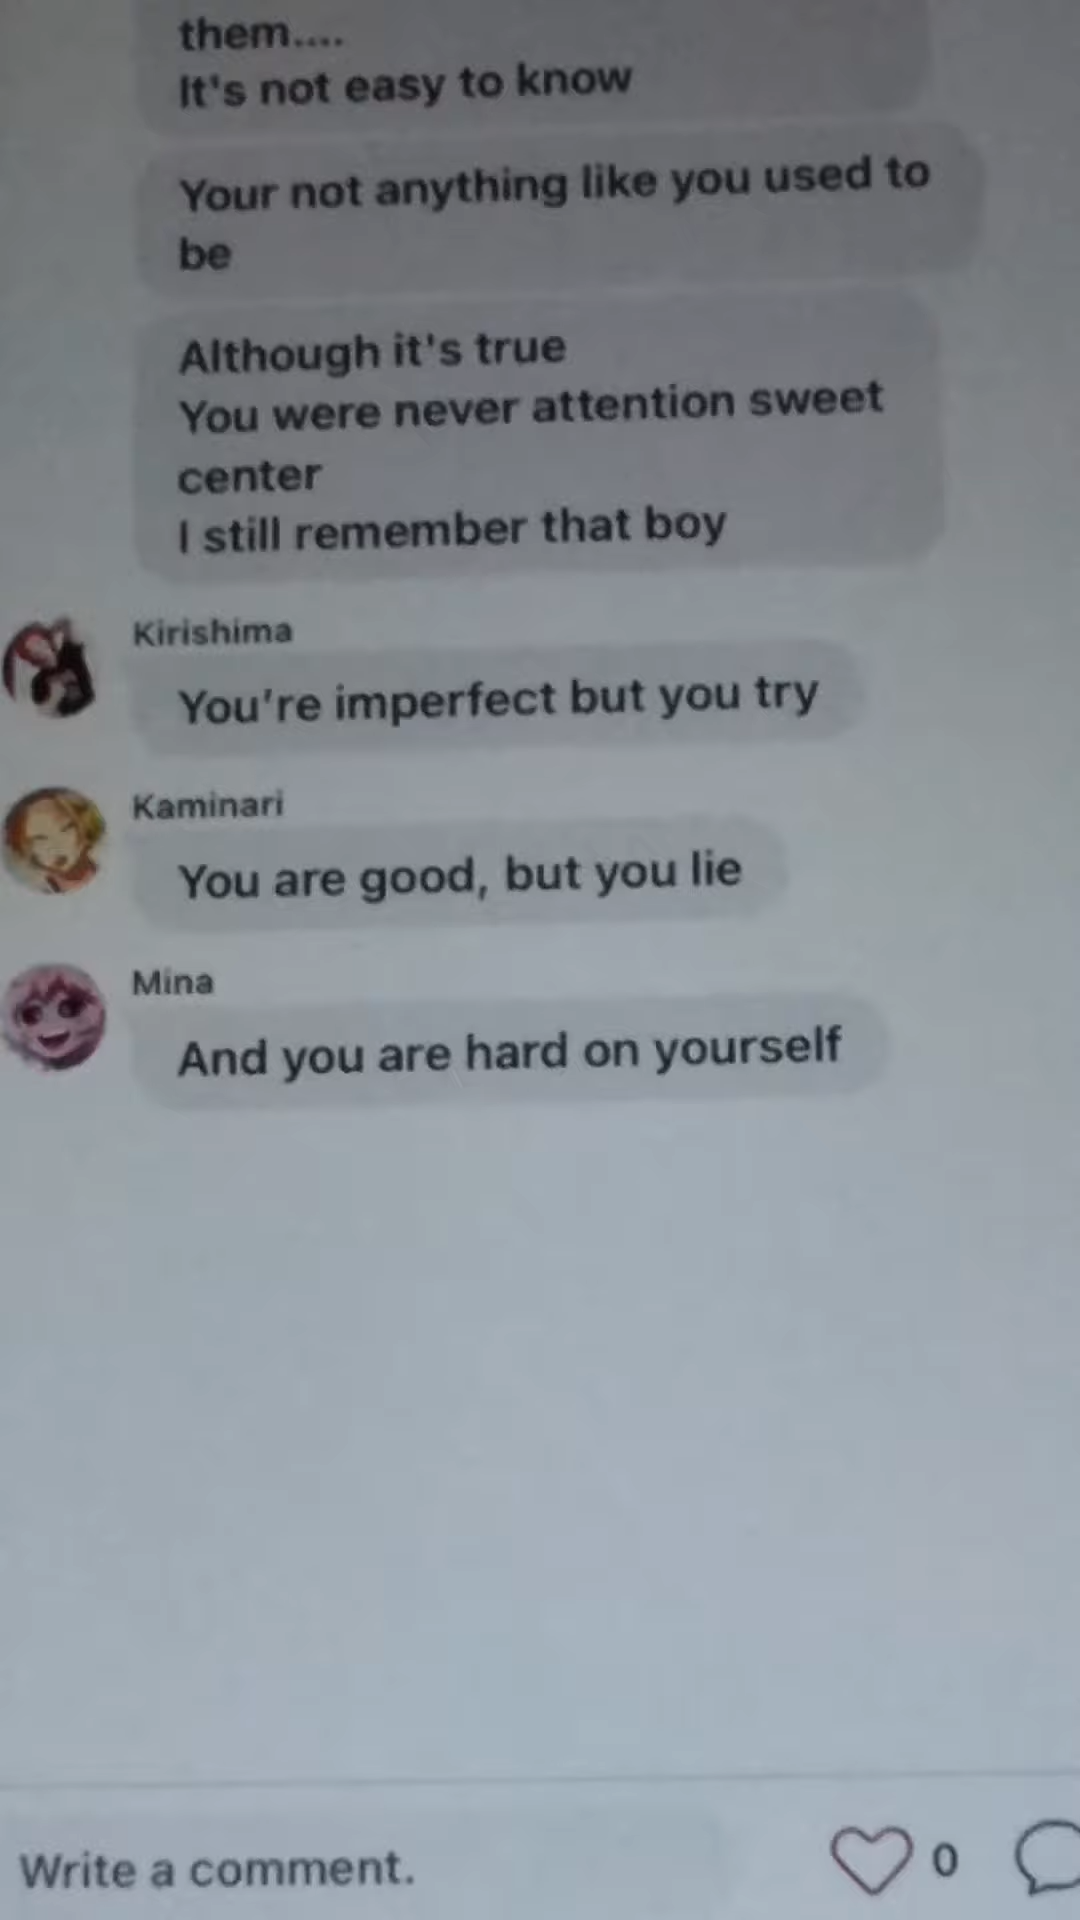 them....
It's not easy to know
Your not anything like you used to
be
Although it's true
You were never attention sweet
center
I still remember that boy
Kirishima
You're imperfect but you try
Kaminari
You are good, but you lie
Mina
And you are hard on yourself
Write a comment.
0